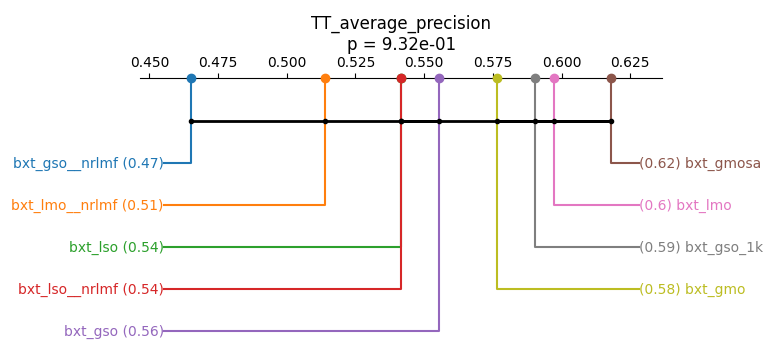 TT_average_precision
p = 9.32e-01
0.450 0.475 0.500 0.525 0.550 0.575 0.600 0.625
bxt_gso__nrlmf (0.47) (0.62) bxt_gmosa
bxt_lmo__nrlmf (0.51) (0.6) bxt_lmo
bxt_lso (0.54) (0.59) bxt_gso_1k
bxt_lso__nrlmf (0.54) (0.58) bxt_gmo
bxt_gso (0.56)